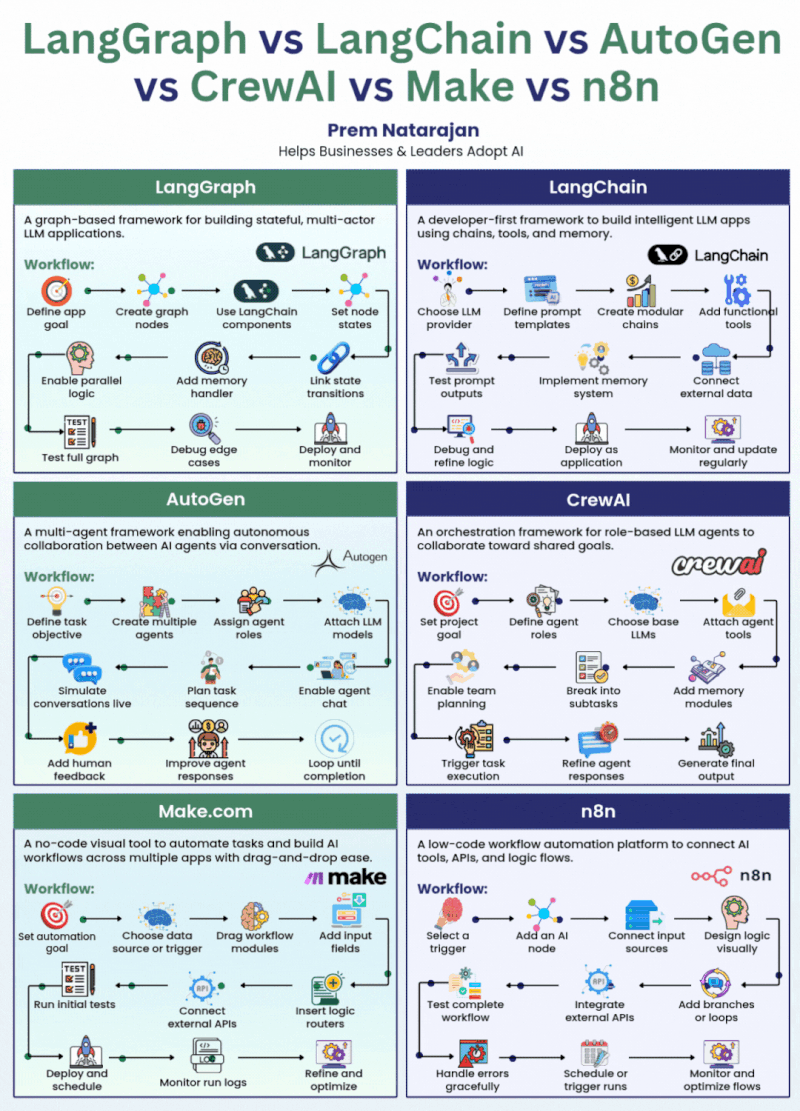 LangGraph vs LangChain vs AutoGen
vs CrewAI vs Make vs n8n
Prem Natarajan
Helps Businesses & Leaders Adopt AI
LangGraph
A graph-based framework for building stateful, multi-actor
LLM applications.
LangGraph
Workflow:
Define app
goal
Create graph
nodes
Use LangChain
components
Set node
states
Enable parallel
logic
Add memory
handler
Link state
transitions
TEST
Test full graph
Debug edge
cases
Deploy and
monitor
LangChain
A developer-first framework to build intelligent LLM apps
using chains, tools, and memory.
LangChain
Workflow:
Choose LLM
provider
AI
Define prompt
templates
Create modular
chains
Add functional
tools
Test prompt
outputs
Implement memory
system
Connect
external data
Debug and
refine logic
Deploy as
application
Monitor and update
regularly
AutoGen
A multi-agent framework enabling autonomous
collaboration between AI agents via conversation.
Autogen
Workflow:
Define task
objective
Create multiple
agents
Assign agent
roles
Attach LLM
models
Simulate
conversations live
Plan task
sequence
Enable agent
chat
Add human
feedback
Improve agent
responses
Loop until
completion
CrewAI
An orchestration framework for role-based LLM agents to
collaborate toward shared goals.
crewai
Workflow:
Set project
goal
Define agent
roles
Choose base
LLMs
Attach agent
tools
Enable team
planning
Break into
subtasks
Add memory
modules
Trigger task
execution
Refine agent
responses
Generate final
output
Make.com
A no-code visual tool to automate tasks and build AI
workflows across multiple apps with drag-and-drop ease.
make
Workflow:
Set automation
goal
Choose data
source or trigger
Drag workflow
modules
Add input
fields
TEST
Run initial tests
API
Connect
external APIs
Insert logic
routers
Deploy and
schedule
LOG
Monitor run logs
Refine and
optimize
n8n
A low-code workflow automation platform to connect AI
tools, APIs, and logic flows.
n8n
Workflow:
Select a
trigger
Add an AI
node
Connect input
sources
Design logic
visually
Test complete
workflow
API
Integrate
external APIs
Add branches
or loops
Handle errors
gracefully
Schedule or
trigger runs
Monitor and
optimize flows